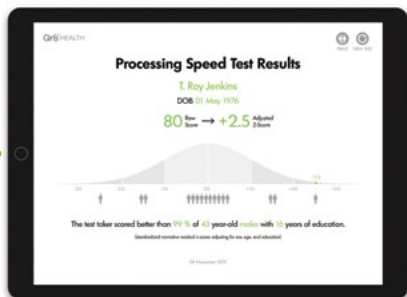 QrS HEALTH
Processing Speed Test Results
T. Roy Jenkins
DOB 01 May 1976
80 Raw Score → +2.5 Adjusted Z-Score
The test taker scored better than 99 % of 43 year-old males with 16 years of education.